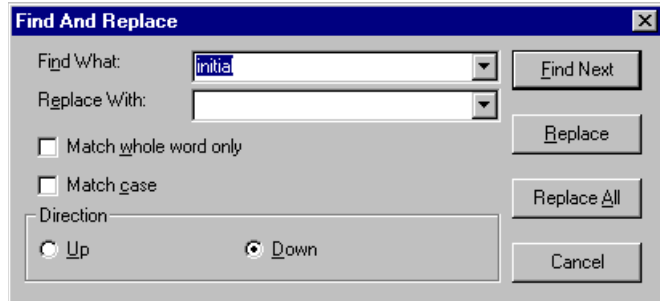 Find And Replace
Find What: initial Find Next
Replace With:
Match whole word only Replace
Match case Replace All
Direction
Up Down Cancel